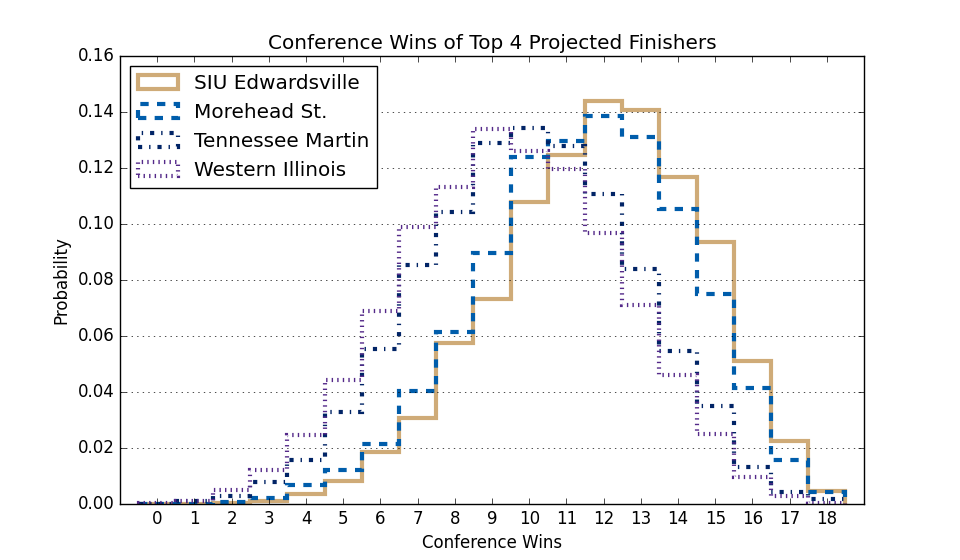 Conference Wins of Top 4 Projected Finishers
0.16
0.14
0.12
0.10
0.08
0.06
0.04
0.02
0.00
Probability
SIU Edwardsville
Morehead St.
Tennessee Martin
Western Illinois
0 1 2 3 4 5 6 7 8 9 10 11 12 13 14 15 16 17 18
Conference Wins